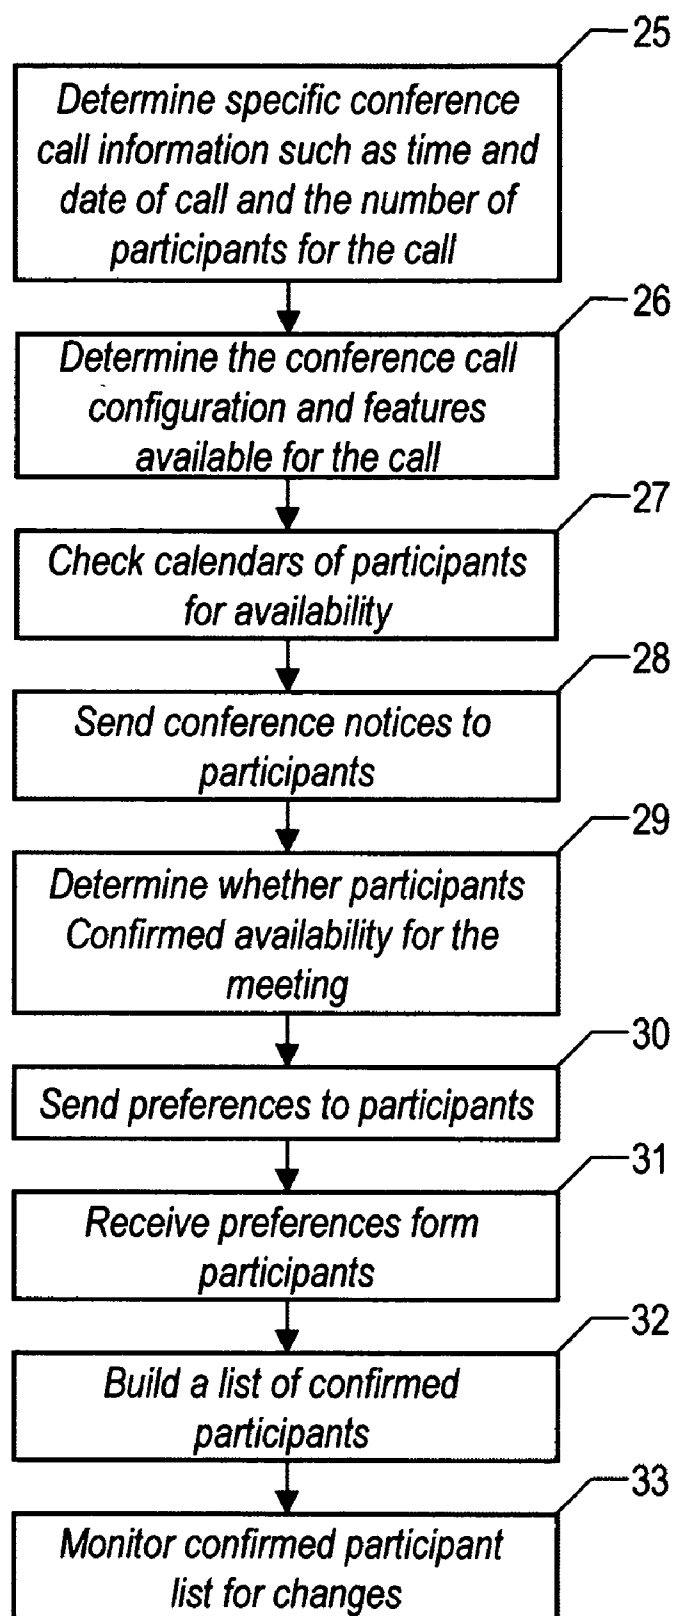 25
Determine specific conference
call information such as time and
date of call and the number of
participants for the call
26
Determine the conference call
configuration and features
available for the call
27
Check calendars of participants
for availability
28
Send conference notices to
participants
29
Determine whether participants
Confirmed availability for the
meeting
30
Send preferences to participants
31
Receive preferences form
participants
32
Build a list of confirmed
participants
33
Monitor confirmed participant
list for changes